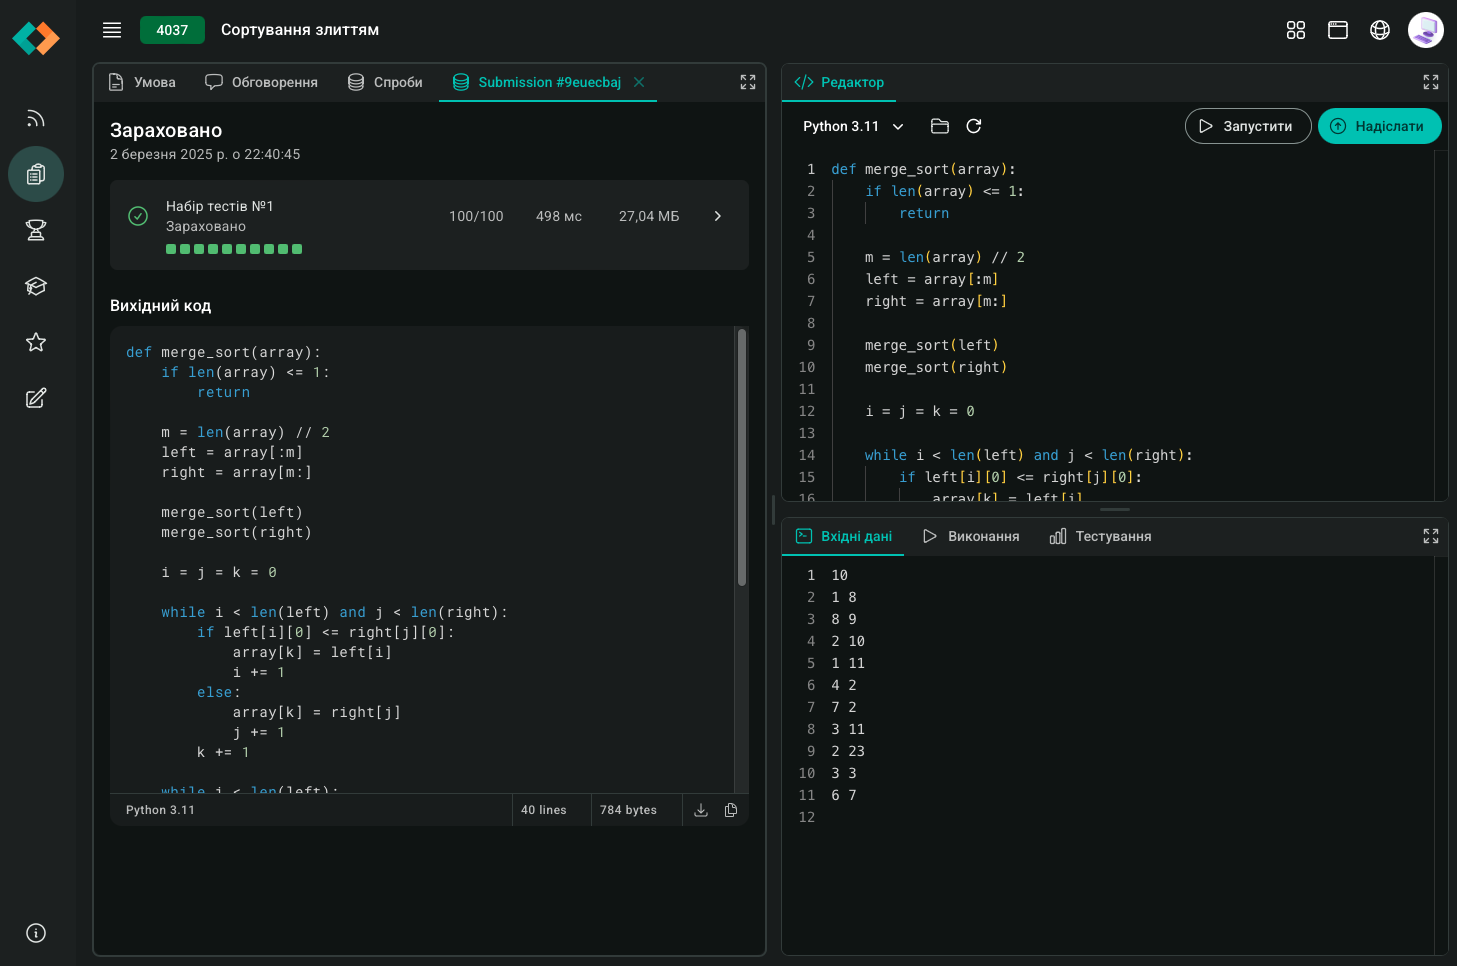 4037 Сортування злиттям
Умова Обговорення Спроби Submission #9euecbaj
Зараховано
2 березня 2025 р. о 22:40:45
Набір тестів №1
Зараховано
100/100 498 мс 27,04 МБ
Вихідний код
def merge_sort(array):
    if len(array) <= 1:
        return
    m = len(array) // 2
    left = array[:m]
    right = array[m:]
    merge_sort(left)
    merge_sort(right)
    i = j = k = 0
    while i < len(left) and j < len(right):
        if left[i][0] <= right[j][0]:
            array[k] = left[i]
            i += 1
        else:
            array[k] = right[j]
            j += 1
        k += 1
    while i < len(left):
Python 3.11 40 lines 784 bytes
Редактор
Python 3.11 Запустити Надіслати
1 def merge_sort(array):
2     if len(array) <= 1:
3         return
4
5     m = len(array) // 2
6     left = array[:m]
7     right = array[m:]
8
9     merge_sort(left)
10     merge_sort(right)
11
12     i = j = k = 0
13
14     while i < len(left) and j < len(right):
15         if left[i][0] <= right[j][0]:
16             array[k] = left[i]
Вхідні дані Виконання Тестування
1 10
2 1 8
3 8 9
4 2 10
5 1 11
6 4 2
7 7 2
8 3 11
9 2 23
10 3 3
11 6 7
12